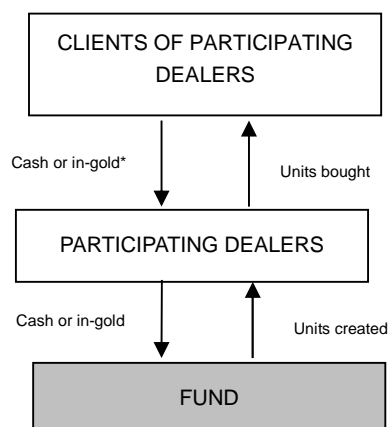 CLIENTS OF PARTICIPATING
DEALERS
Cash or in-gold*
Units bought
PARTICIPATING DEALERS
Cash or in-gold
Units created
FUND